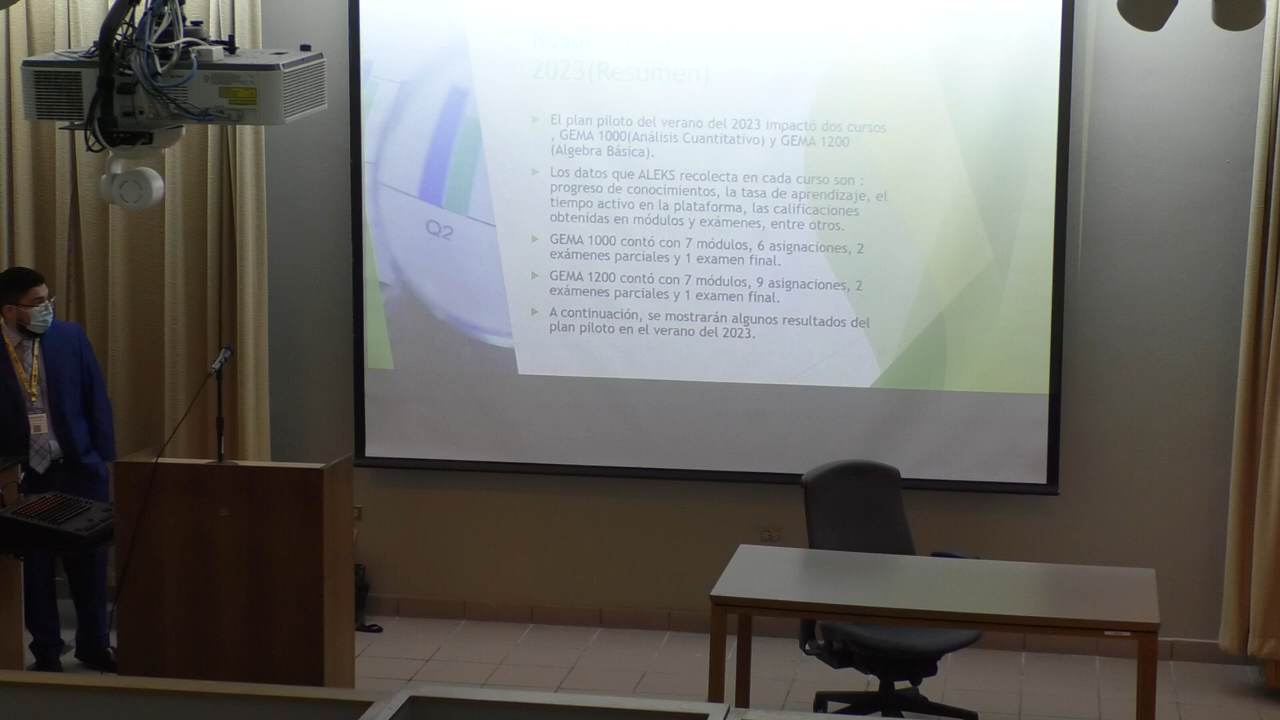 2023(Resumen)
El plan piloto del verano del 2023 impactó dos cursos
, GEMA 1000(Análisis Cuantitativo) y GEMA 1200
(Algebra Básica).
Los datos que ALEKS recolecta en cada curso son :
progreso de conocimientos, la tasa de aprendizaje, el
tiempo activo en la plataforma, las calificaciones
obtenidas en módulos y exámenes, entre otros.
GEMA 1000 contó con 7 módulos, 6 asignaciones, 2
exámenes parciales y 1 examen final.
GEMA 1200 contó con 7 módulos, 9 asignaciones, 2
exámenes parciales y 1 examen final.
A continuación, se mostrarán algunos resultados del
plan piloto en el verano del 2023.
Q2